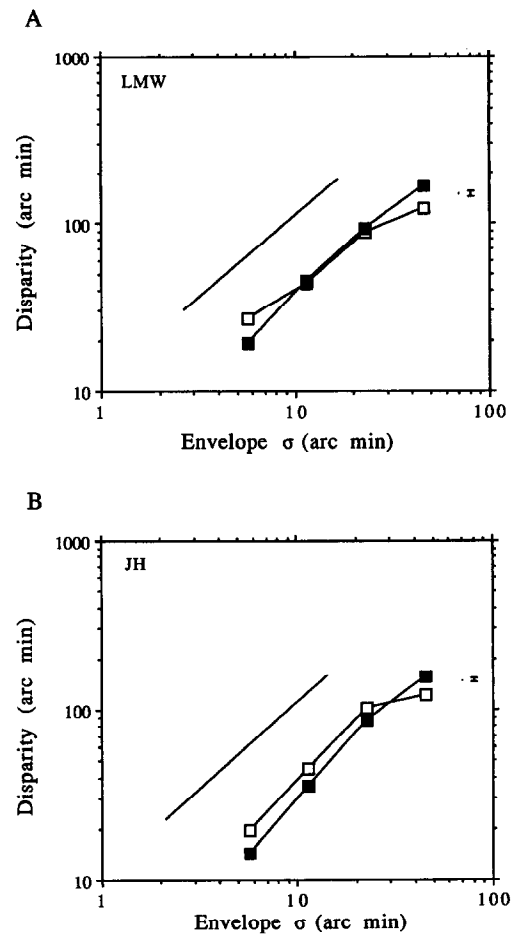 A
1000
LMW
Disparity (arc min)
100
10
1 10 100
Envelope σ (arc min)
B
1000
JH
Disparity (arc min)
100
10
1 10 100
Envelope σ (arc min)